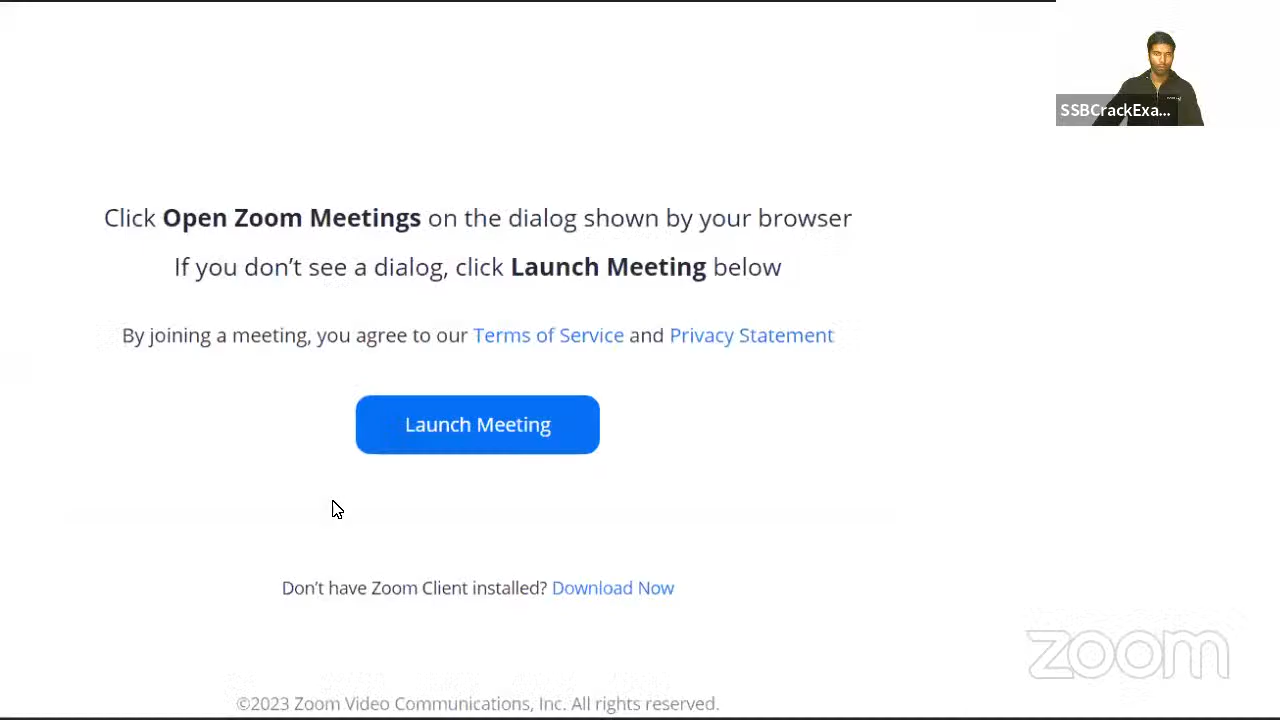 SSBCrackExa...
Click Open Zoom Meetings on the dialog shown by your browser
If you don’t see a dialog, click Launch Meeting below
By joining a meeting, you agree to our Terms of Service and Privacy Statement
Launch Meeting
Don’t have Zoom Client installed? Download Now
zoom
©2023 Zoom Video Communications, Inc. All rights reserved.